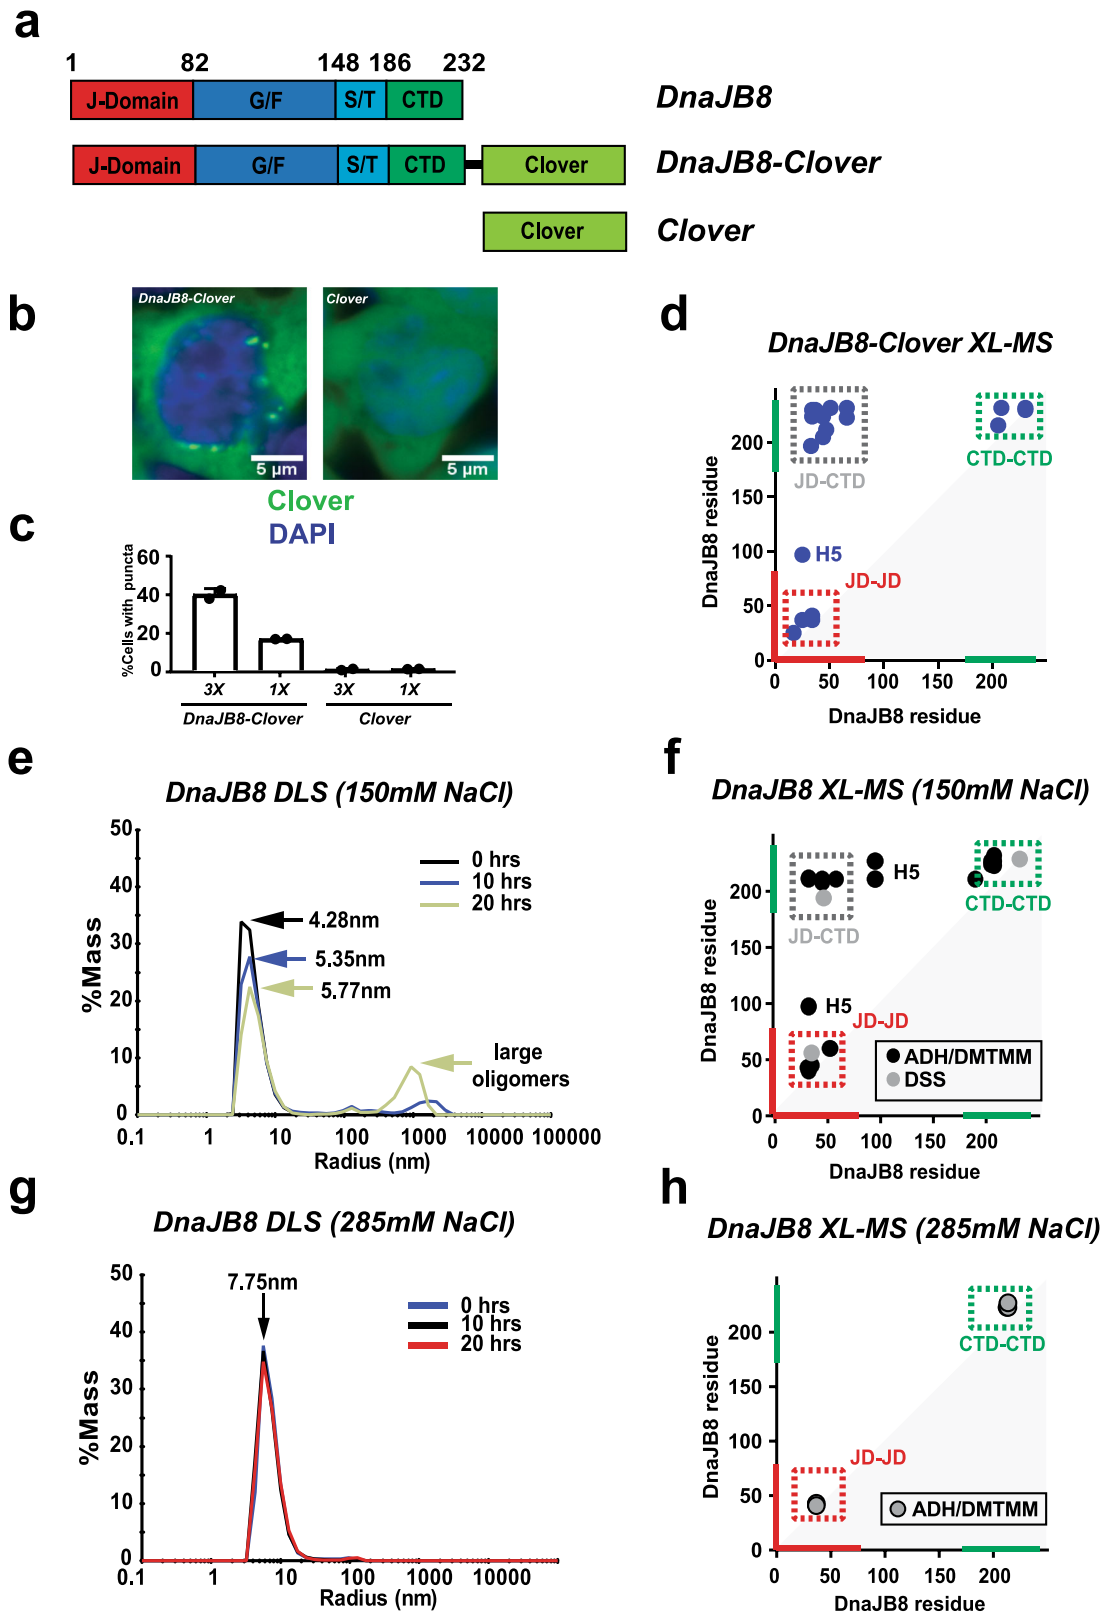 a
1 82 148 186 232
J-Domain G/F S/T CTD DnaJB8
J-Domain G/F S/T CTD Clover DnaJB8-Clover
Clover Clover
b
DnaJB8-Clover
5 µm
Clover
5 µm
Clover
DAPI
c
%Cells with puncta
60
40
20
0
3X 1X 3X 1X
DnaJB8-Clover Clover
d
DnaJB8-Clover XL-MS
DnaJB8 residue
200
150
100
50
0
JD-CTD
CTD-CTD
H5
JD-JD
0 50 100 150 200
DnaJB8 residue
e
DnaJB8 DLS (150mM NaCl)
%Mass
50
40
30
20
10
0
0 hrs
10 hrs
20 hrs
4.28nm
5.35nm
5.77nm
large
oligomers
0.1 1 10 100 1000 10000 100000
Radius (nm)
f
DnaJB8 XL-MS (150mM NaCl)
DnaJB8 residue
200
150
100
50
0
H5
JD-CTD
CTD-CTD
H5
JD-JD
ADH/DMTMM
DSS
0 50 100 150 200
DnaJB8 residue
g
DnaJB8 DLS (285mM NaCl)
%Mass
50
40
30
20
10
0
7.75nm
0 hrs
10 hrs
20 hrs
0.1 1 10 100 1000 10000
Radius (nm)
h
DnaJB8 XL-MS (285mM NaCl)
DnaJB8 residue
200
150
100
50
0
CTD-CTD
JD-JD
ADH/DMTMM
0 50 100 150 200
DnaJB8 residue